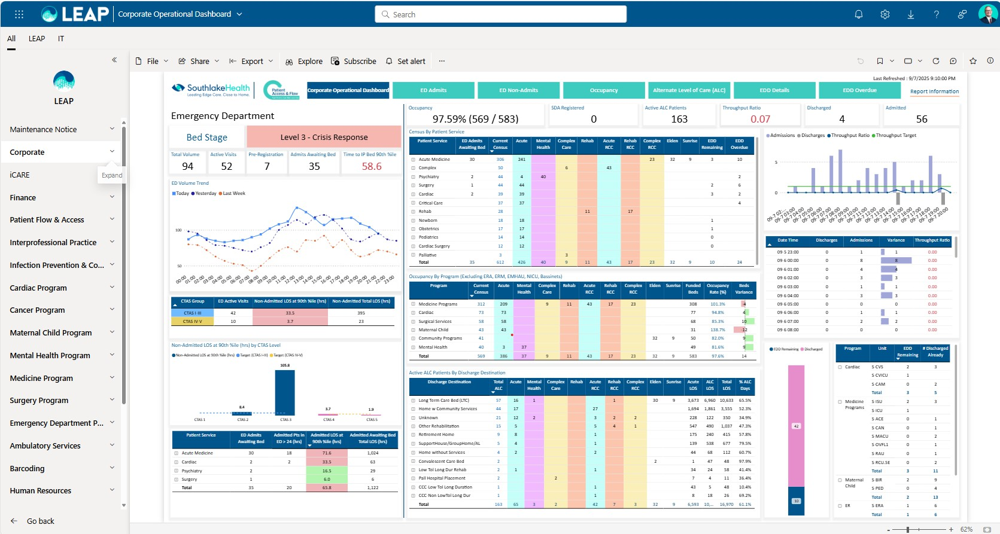 LEAP
Corporate Operational Dashboard
Search
All LEAP IT
LEAP
Maintenance Notice
Corporate
iCARE
Expand
Finance
Patient Flow & Access
Interprofessional Practice
Infection Prevention & Co...
Cardiac Program
Cancer Program
Maternal Child Program
Mental Health Program
Medicine Program
Surgery Program
Emergency Department P...
Ambulatory Services
Barcoding
Human Resources
Go back
File Share Export Explore Subscribe Set alert ...
Last Refreshed : 9/7/2025 9:10:00 PM
SouthlakeHealth
Leading Edge Care. Close to Home.
Patient
Access & Flow
Corporate Operational Dashboard ED Admits ED Non-Admits Occupancy Alternate Level of Care (ALC) EDD Details EDD Overdue Report Information
Emergency Department
Bed Stage Level 3 - Crisis Response
Total Volume Active Visits Pre-Registration Admits Awaiting Bed Time to IP Bed 90th %ile
94 52 7 35 58.6
ED Volume Trend
Today Yesterday Last Week
100
50
00:00 01:00 02:00 03:00 04:00 05:00 06:00 07:00 08:00 09:00 10:00 11:00 12:00 13:00 14:00 15:00 16:00 17:00 18:00 19:00 20:00 21:00 22:00 23:00
CTAS Group ED Active Visits Non-Admitted LOS at 90th %ile (hrs) Non-Admitted Total LOS (hrs)
CTAS I-III 42 33.5 395
CTAS IV-V 10 3.7 23
Non-Admitted LOS at 90th %ile (hrs) by CTAS Level
Non-Admitted LOS at 90th %ile (hrs) Target (CTAS I-III) Target (CTAS IV-V)
8.4 105.8 3.7 1.9
CTAS 1 CTAS 2 CTAS 3 CTAS 4 CTAS 5
Patient Service ED Admits Awaiting Bed Admitted Pts in ED > 24 (hrs) Admitted LOS at 90th %ile (hrs) Admitted Awaiting Bed Total LOS (hrs)
Acute Medicine 30 18 71.6 1,024
Cardiac 2 2 33.5 63
Psychiatry 2 16.5 29
Surgery 1 6.0 6
Total 35 20 65.8 1,122
Occupancy SDA Registered Active ALC Patients Throughput Ratio Discharged Admitted
97.59% (569 / 583) 0 163 0.07 4 56
Census By Patient Service
Patient Service ED Admits Awaiting Bed Current Census Acute Mental Health Complex Care Rehab Acute RCC Rehab RCC Complex RCC Elden Sunrise EDD Remaining EDD Overdue
Acute Medicine 30 306 241 23 32 9 3 10
Complex 50 6 43
Psychiatry 2 44 4 40 2
Surgery 1 44 44 2 6
Cardiac 2 39 39 3 2
Critical Care 37 37 4
Rehab 28 11 17
Newborn 18 18 1
Obstetrics 17 17 1
Pediatrics 14 14 0
Cardiac Surgery 12 12 0
Palliative 3 3
Total 35 612 426 40 9 11 43 17 23 32 9 10 24
Occupancy By Program (Excluding ERA, ERM, EMHAU, NICU, Bassinets)
Program Current Census Acute Mental Health Complex Care Rehab Acute RCC Rehab RCC Complex RCC Elden Sunrise Funded Beds Occupancy Rate (%) Beds Variance
Medicine Programs 312 209 9 11 43 17 23 308 101.3% -4
Cardiac 73 73 77 94.8% 4
Surgical Services 58 58 68 85.3% 10
Maternal Child 43 43 31 138.7% -12
Community Programs 41 32 9 50 82.0% 9
Mental Health 40 3 37 49 81.6% 9
Total 569 386 37 9 11 43 17 23 32 9 583 97.6% 14
Active ALC Patients By Discharge Destination
Discharge Destination Total ALC Acute Mental Health Complex Care Rehab Acute RCC Rehab RCC Complex RCC Elden Sunrise Acute LOS ALC LOS Total LOS % ALC Days
Long Term Care Bed (LTC) 57 16 1 1 30 9 3,673 6,960 10,633 65.5%
Home w Community Services 44 17 27 1,694 1,861 3,555 52.3%
Unknown 21 12 2 3 2 2 228 122 350 34.9%
Other Rehabilitation 15 5 5 4 1 547 490 1,037 47.3%
Retirement Home 9 8 1 175 240 415 57.8%
SupportHouse/GroupHome/AL 5 4 1 139 538 677 79.5%
Home without Services 4 2 2 44 68 112 60.7%
Convalescent Care Bed 2 2 1 47 48 97.9%
Low Tol Long Dur Rehab 2 1 1 34 24 58 41.4%
Pall Hospital Placement 2 2 7 4 11 36.4%
CCC-Low Tol Long Duration 1 1 43 5 48 10.4%
CCC-Non LowTol Long Dur 1 1 8 18 26 69.2%
Total 163 65 3 2 42 7 3 32 9 6,593 10,... 16,970 61.1%
Admissions Discharges Throughput Ratio Throughput Target
5
0
09-7 02:... 09-7 03:00 09-7 04:00 09-7 05:00 09-7 06:00 09-7 07:00 09-7 08:00 09-7 09:00 09-7 10:00 09-7 11:00 09-7 12:00 09-7 13:00 09-7 14:00 09-7 15:00 09-7 16:00 09-7 17:00 09-7 18:00 09-7 19:00 09-7 20:00
Date Time Discharges Admissions Variance Throughput Ratio
09-5 23:00 0 1 1 0.00
09-6 00:00 0 8 8 0.00
09-6 01:00 0 4 4 0.00
09-6 02:00 0 3 3 0.00
09-6 03:00 0 1 1 0.00
09-6 04:00 0 3 3 0.00
09-6 05:00 0 0 0 0.00
09-6 06:00 0 1 1 0.00
09-6 07:00 0 2 2 0.00
09-6 08:00 0 0 0 0.00
EDD Remaining Discharged
42
10
Program Unit EDD Remaining # Discharged Already
Cardiac S-CVS 2 3
S-CVICU 1
S-CAM 0 2
Total 3 5
Medicine Programs S-ISU 2 3
S-ICU 1
S-ACE 0 1
S-CAN 0 1
S-MACU 0 2
S-OVFL1 0 1
S-RAU 0 1
S-RCU.SE 0 2
Total 3 11
Maternal Child S-BIR 2 9
S-PED 0 4
Total 2 13
ER S-ERA 1 6
Total 1 6
62%